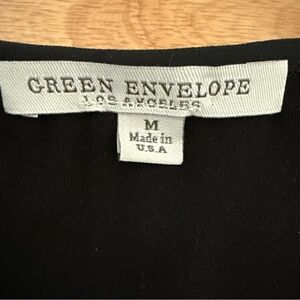 GREEN ENVELOPE
LOS ANGELES
M
Made in
U.S.A